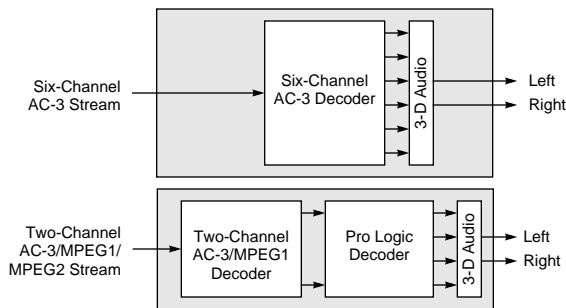 Six-Channel
AC-3 Stream
Six-Channel
AC-3 Decoder
3-D Audio
Left
Right
Two-Channel
AC-3/MPEG1/
MPEG2 Stream
Two-Channel
AC-3/MPEG1
Decoder
Pro Logic
Decoder
3-D Audio
Left
Right